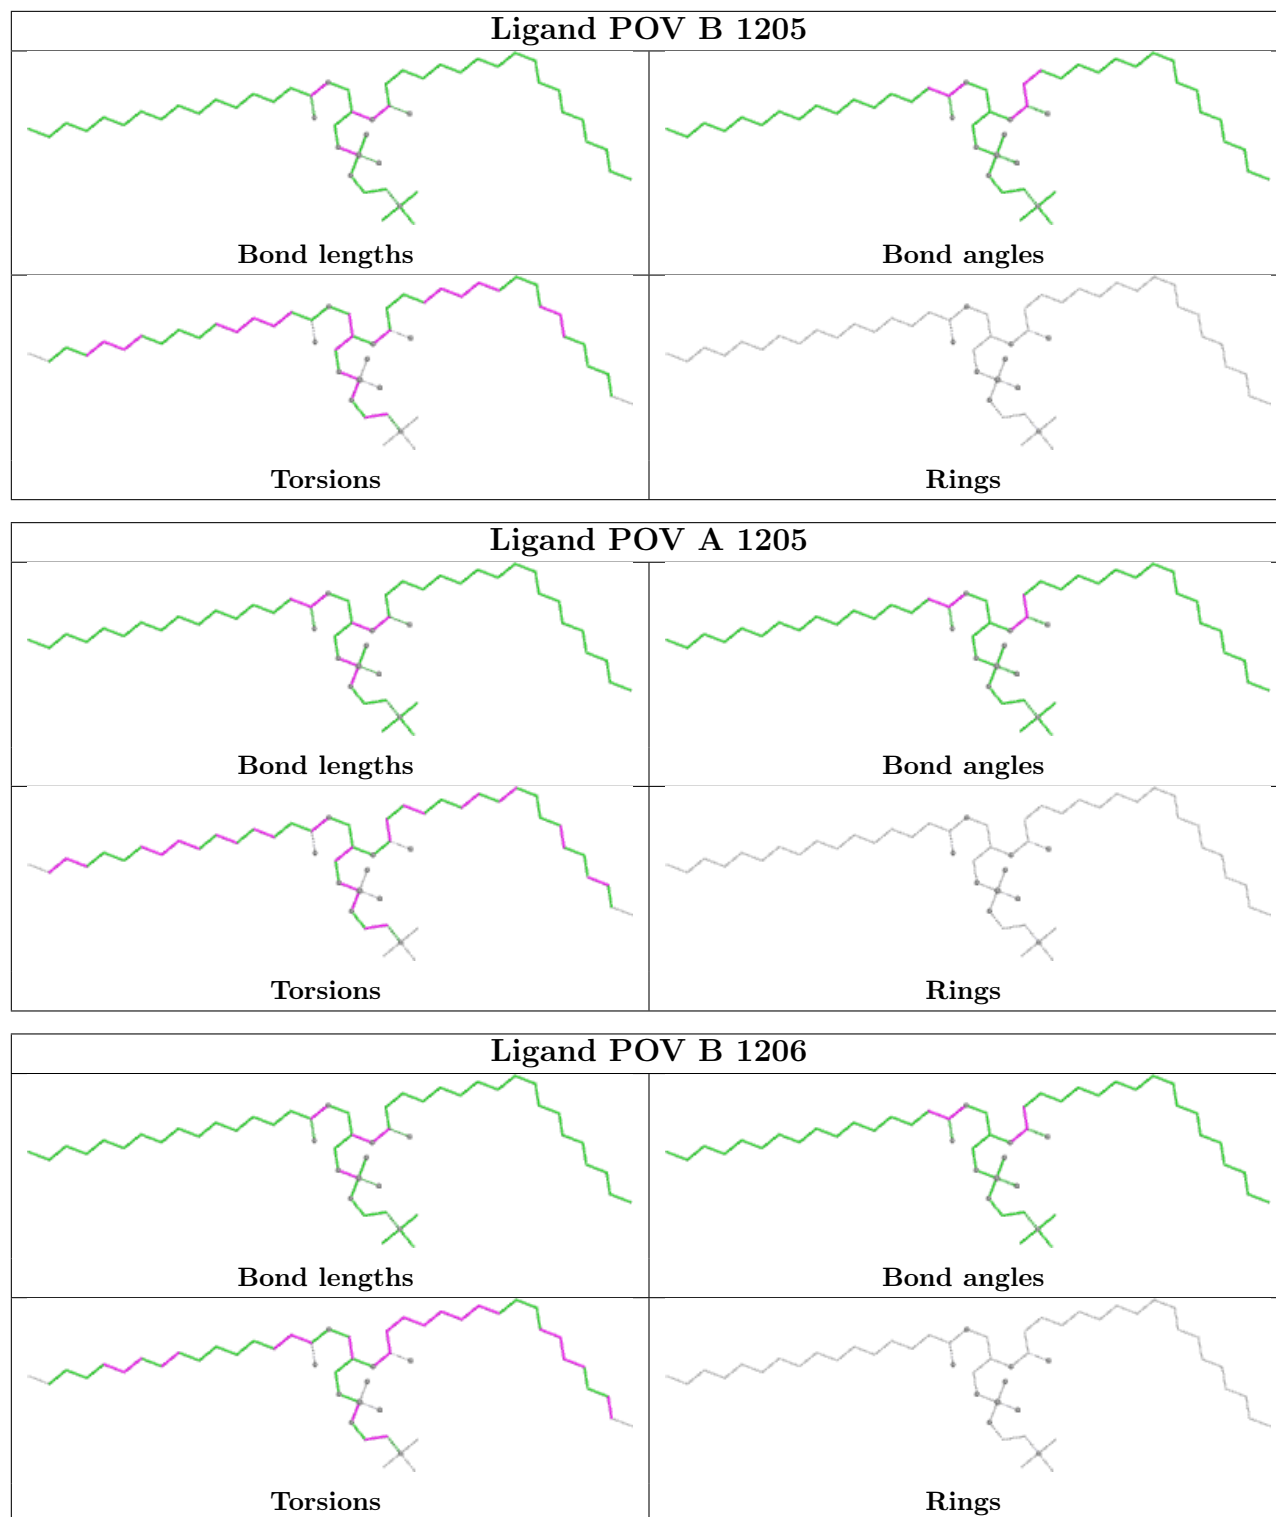 Ligand POV B 1205
Bond lengths
Bond angles
Torsions
Rings
Ligand POV A 1205
Bond lengths
Bond angles
Torsions
Rings
Ligand POV B 1206
Bond lengths
Bond angles
Torsions
Rings